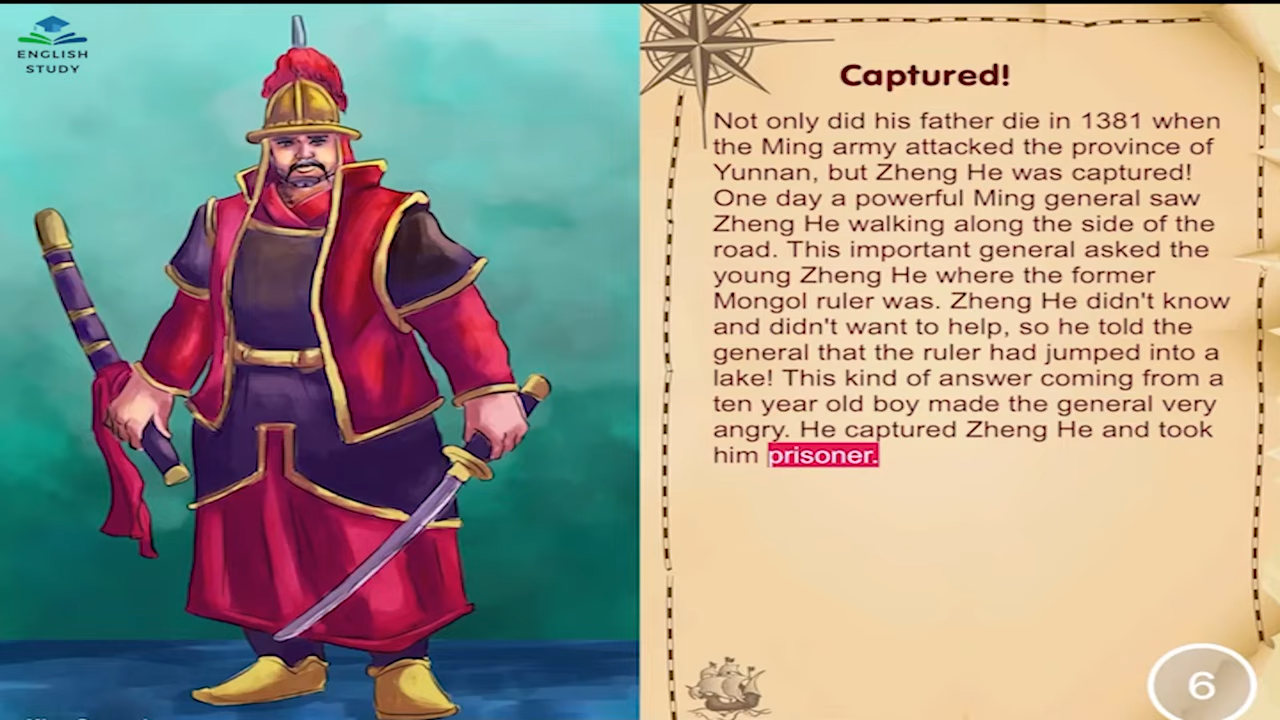 ENGLISH
STUDY
Captured!
Not only did his father die in 1381 when
the Ming army attacked the province of
Yunnan, but Zheng He was captured!
One day a powerful Ming general saw
Zheng He walking along the side of the
road. This important general asked the
young Zheng He where the former
Mongol ruler was. Zheng He didn't know
and didn't want to help, so he told the
general that the ruler had jumped into a
lake! This kind of answer coming from a
ten year old boy made the general very
angry. He captured Zheng He and took
him prisoner.
6